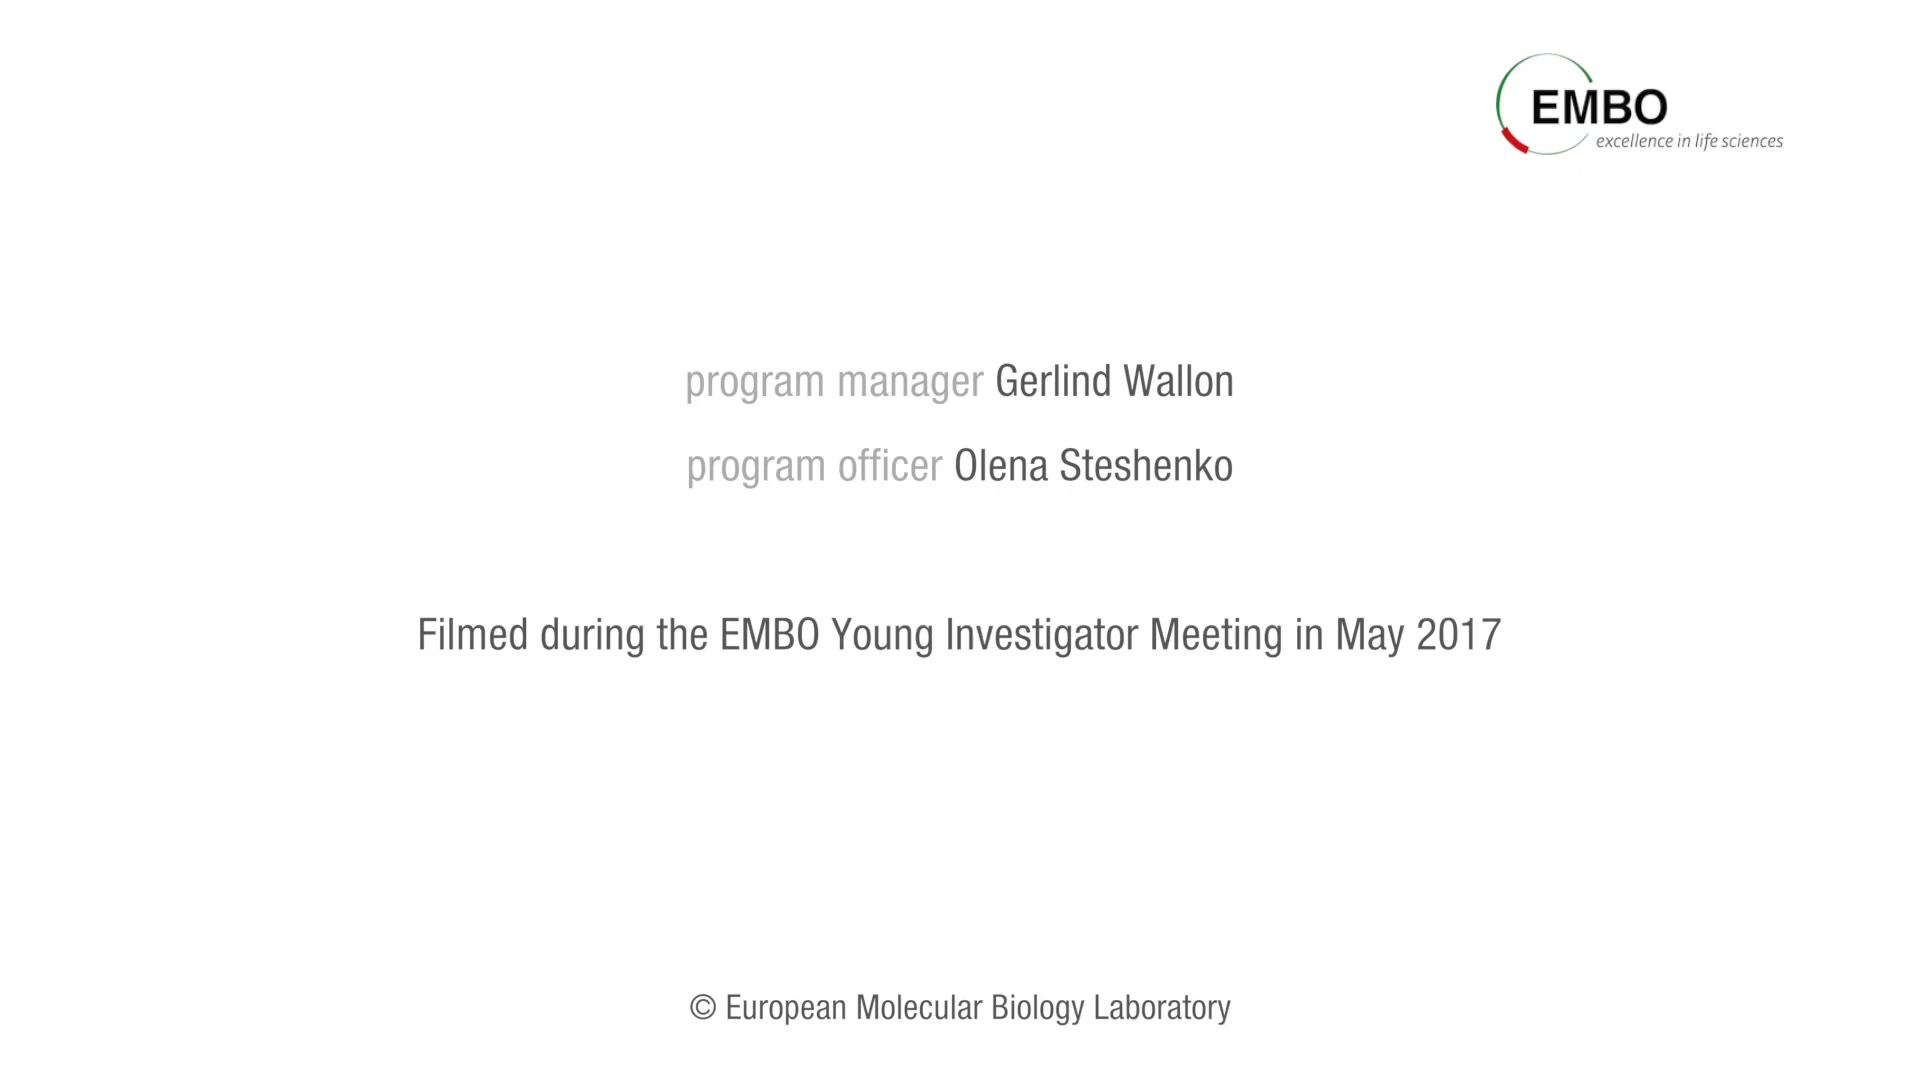 EMBO
excellence in life sciences
program manager Gerlind Wallon
program officer Olena Steshenko
Filmed during the EMBO Young Investigator Meeting in May 2017
© European Molecular Biology Laboratory